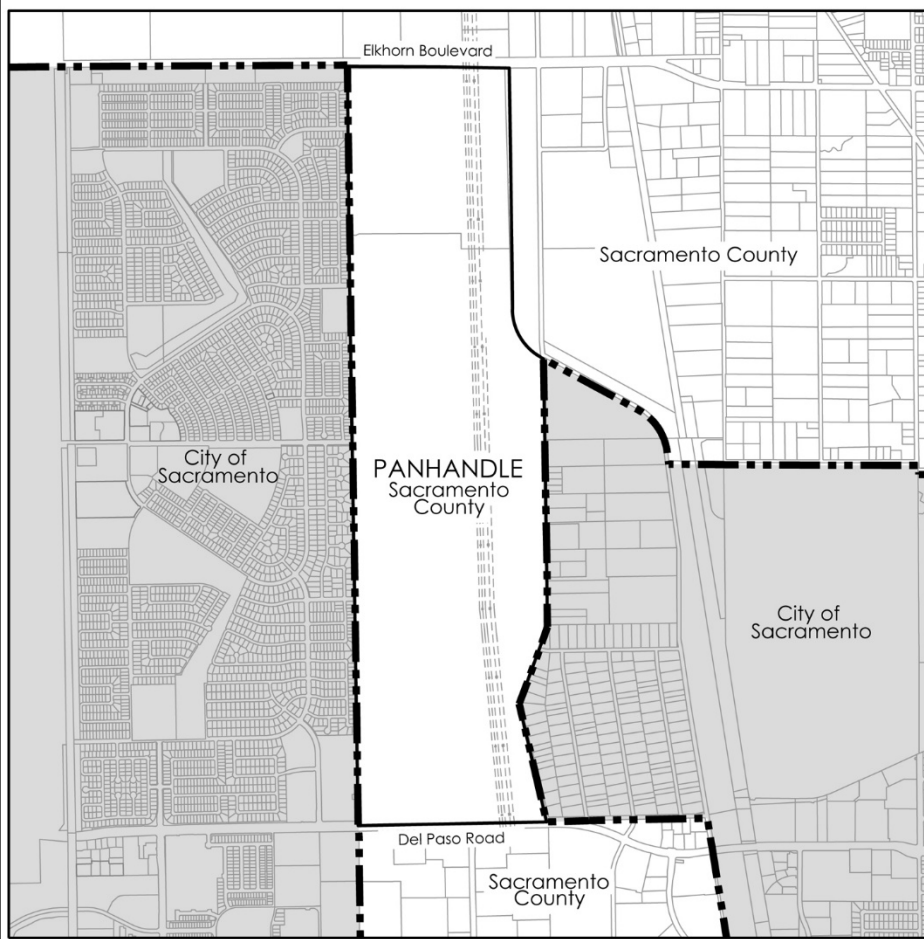 Elkhorn Boulevard
Sacramento County
City of
Sacramento
PANHANDLE
Sacramento
County
City of
Sacramento
Del Paso Road
Sacramento
County